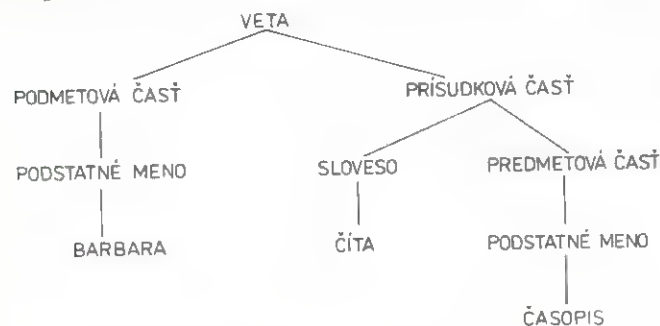 VETA
PODMETOVÁ ČASŤ PRÍSUDKOVÁ ČASŤ
PODSTATNÉ MENO SLOVESO PREDMETOVÁ ČASŤ
BARBARA ČÍTA PODSTATNÉ MENO
ČASOPIS